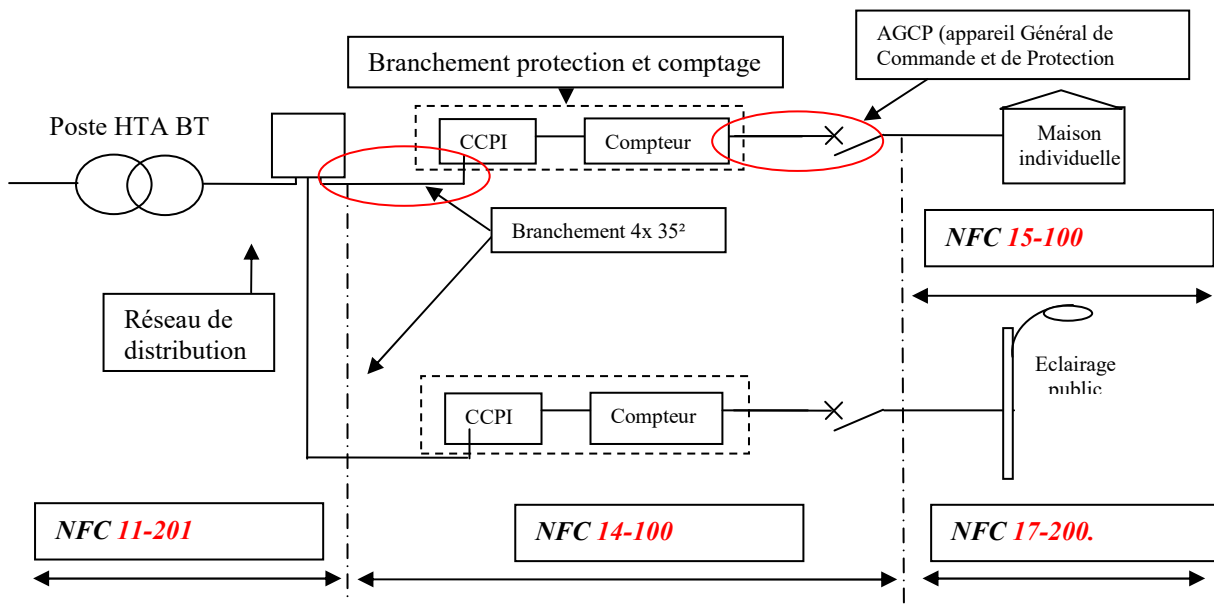 AGCP (appareil Général de
Commande et de Protection
Branchement protection et comptage
Poste HTA BT
CCPI
Compteur
Maison
individuelle
Branchement 4x 35²
NFC 15-100
Réseau de
distribution
Eclairage
public
CCPI
Compteur
NFC 11-201
NFC 14-100
NFC 17-200.